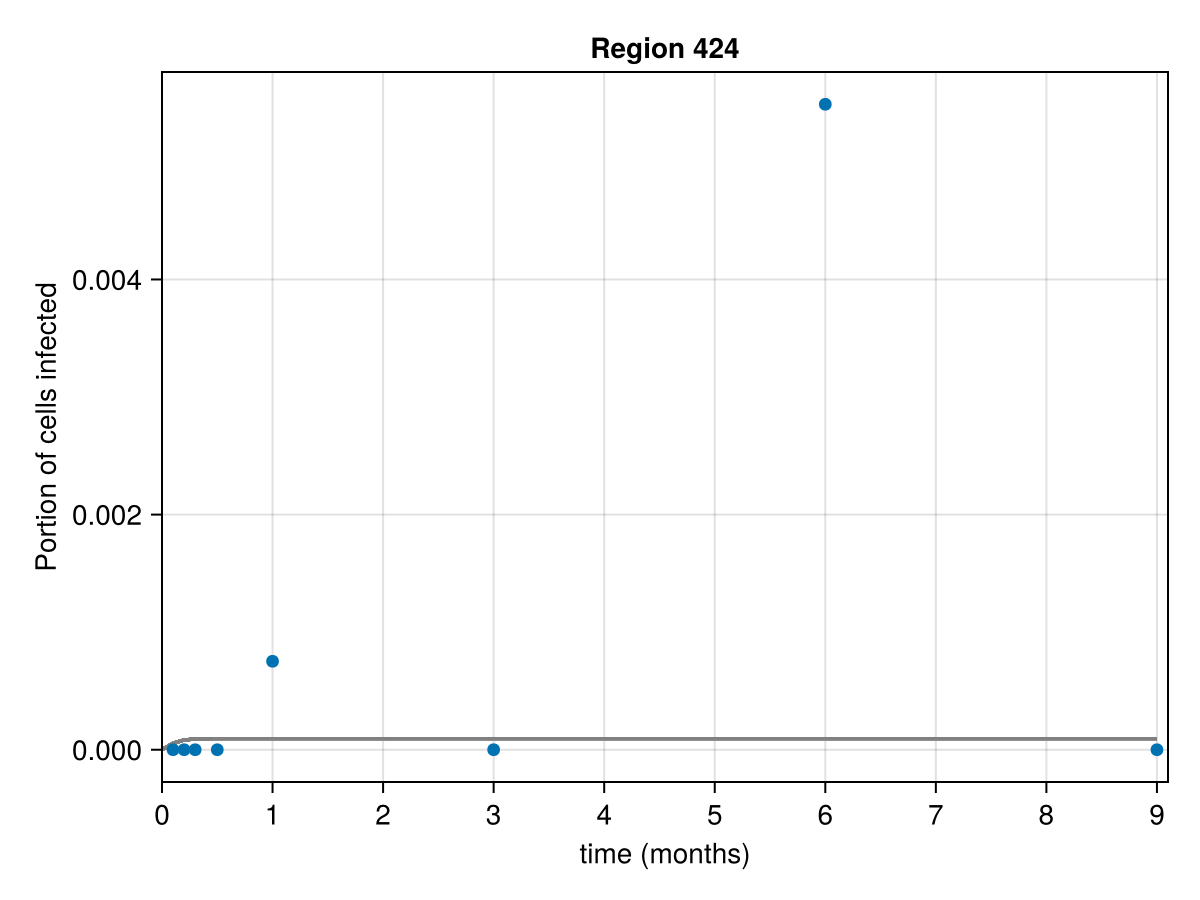 Region 424
Portion of cells infected
0.004
0.002
0.000
0 1 2 3 4 5 6 7 8 9
time (months)